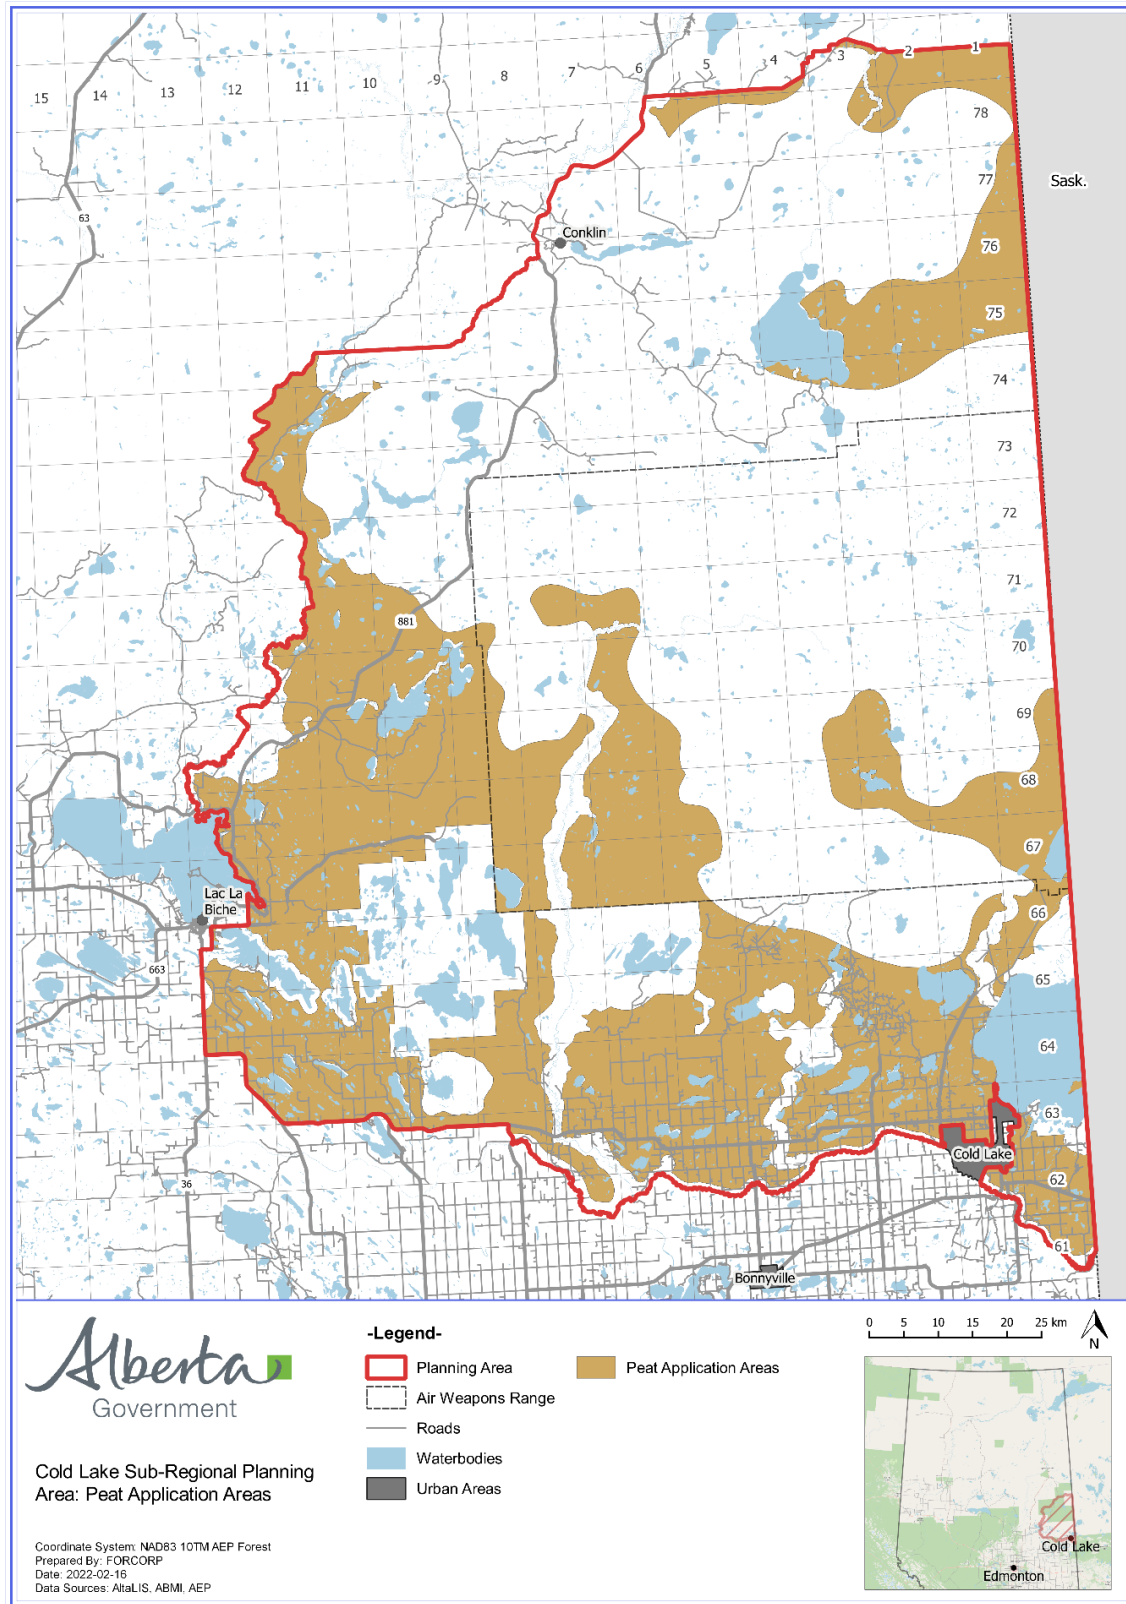 1
2
3
4
5
6
7
8
9
10
11
12
13
14
15
78
77
Sask.
63
Conklin
76
75
74
73
72
71
881
70
69
68
67
Lac La
Biche
66
663
65
64
63
Cold Lake
62
36
61
Bonnyville
Alberta
Government
Cold Lake Sub-Regional Planning
Area: Peat Application Areas
Coordinate System: NAD83 10TM AEP Forest
Prepared By: FORCORP
Date: 2022-02-16
Data Sources: AltaLIS, ABMI, AEP
-Legend-
Planning Area
Peat Application Areas
Air Weapons Range
Roads
Waterbodies
Urban Areas
0 5 10 15 20 25 km
N
Cold Lake
Edmonton